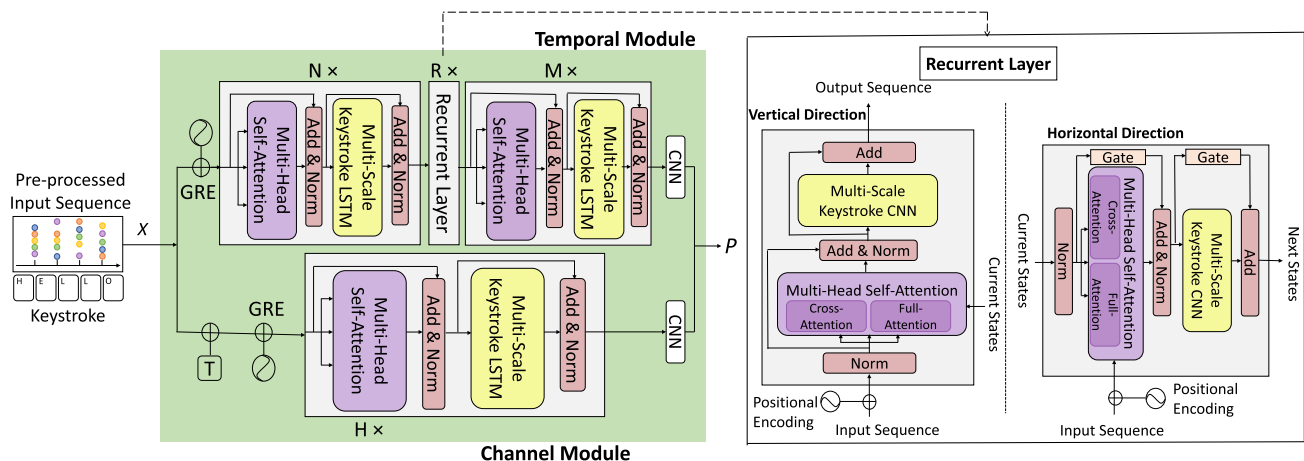 Temporal Module
N ×
R ×
M ×
Multi-Head
Self-Attention
Add & Norm
Multi-Scale
Keystroke LSTM
Add & Norm
Recurrent Layer
Multi-Head
Self-Attention
Add & Norm
Multi-Scale
Keystroke LSTM
Add & Norm
CNN
GRE
Pre-processed
Input Sequence
X
H E L L O
Keystroke
P
GRE
T
Multi-Head
Self-Attention
Add & Norm
Multi-Scale
Keystroke LSTM
Add & Norm
CNN
H ×
Channel Module
Recurrent Layer
Output Sequence
Vertical Direction
Add
Multi-Scale
Keystroke CNN
Add & Norm
Multi-Head Self-Attention
Cross-
Attention
Full-
Attention
Norm
Current States
Positional
Encoding
Input Sequence
Horizontal Direction
Gate
Gate
Current States
Norm
Multi-Head Self-Attention
Cross-
Attention
Full-
Attention
Add & Norm
Multi-Scale
Keystroke CNN
Add
Next States
Positional
Encoding
Input Sequence